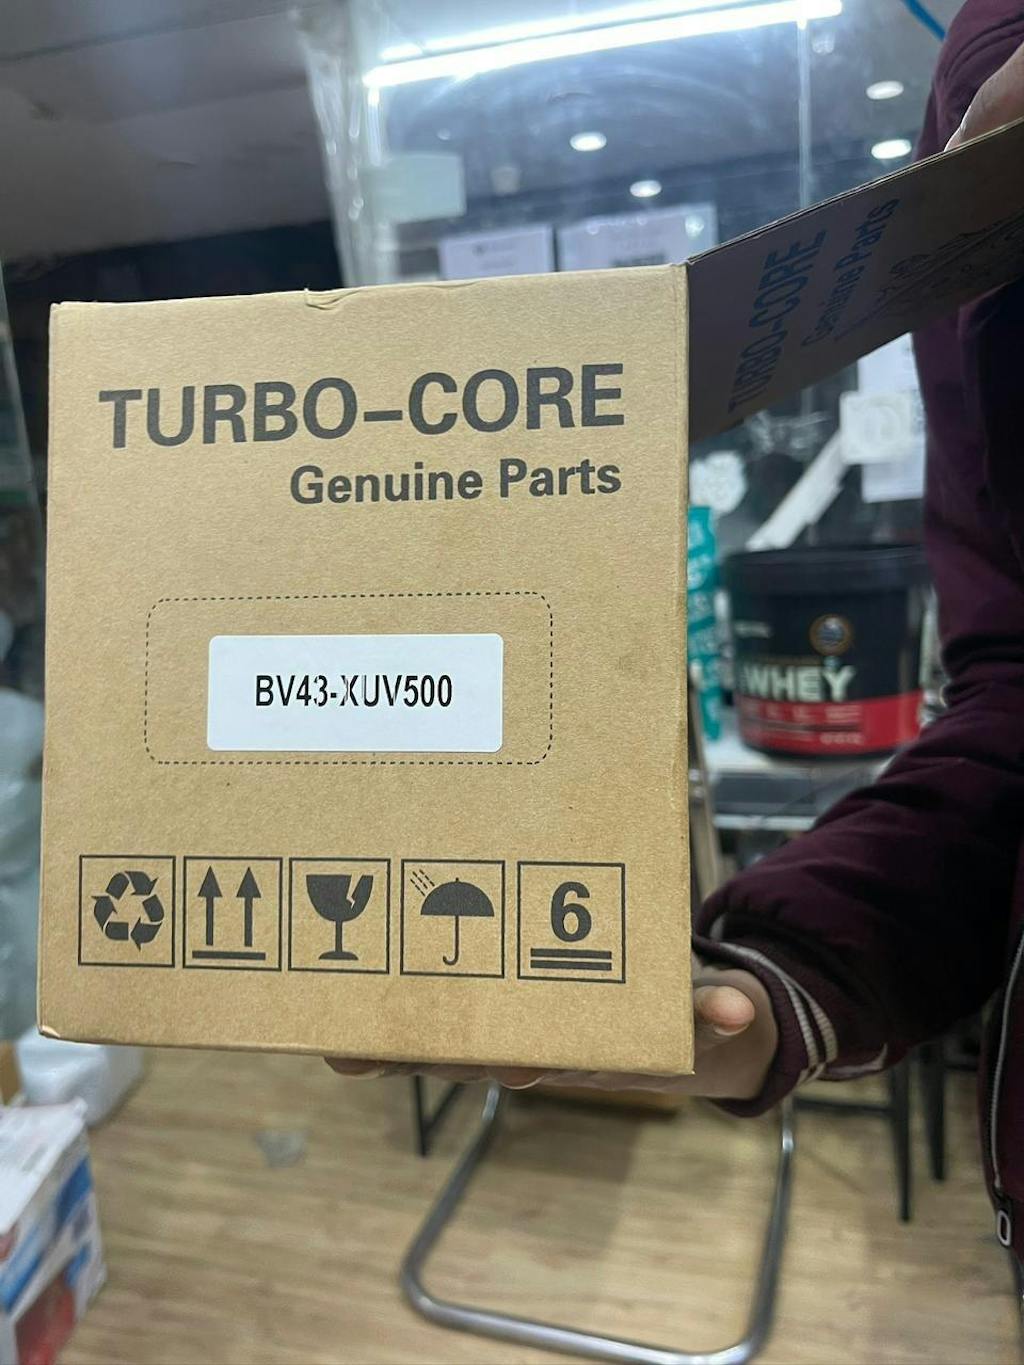 TURBO-CORE
Genuine Parts
BV43-XUV500
6
TURBO-CORE
Genuine Parts
WHEY